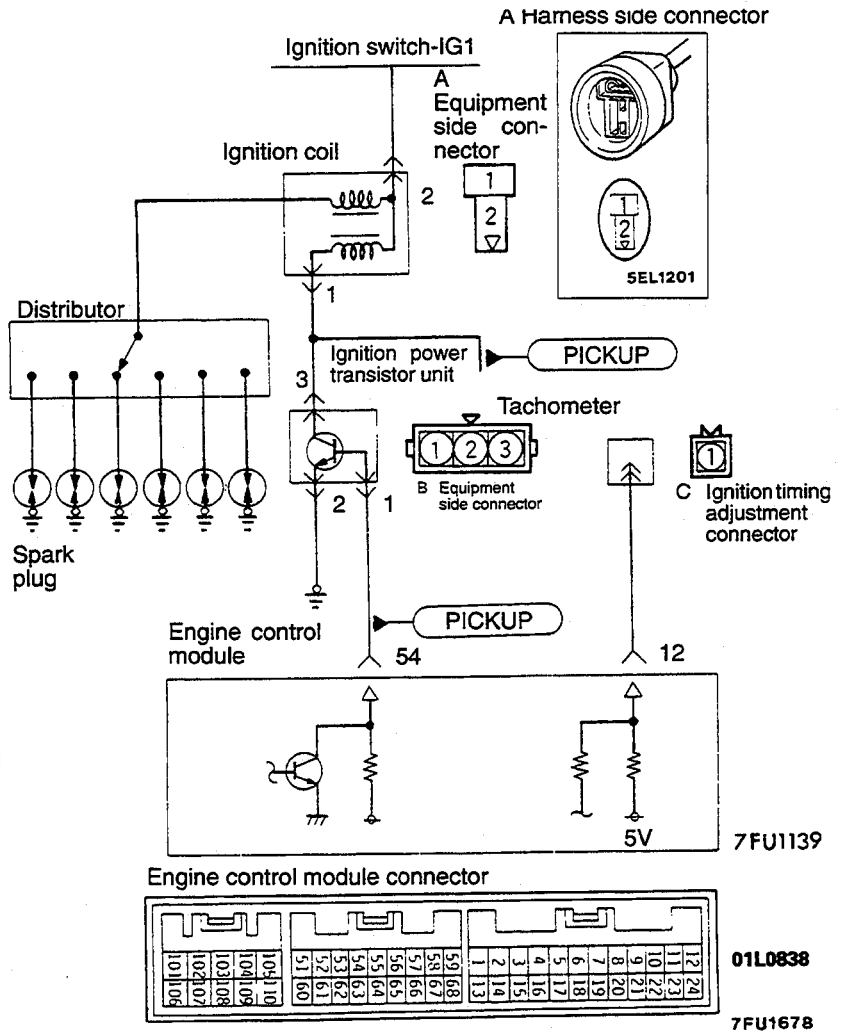 A Harness side connector
Ignition switch-IG1
A
Equipment
side con-
nector
Ignition coil
2
1
2
1
2
5EL1201
1
Distributor
Ignition power
transistor unit
PICKUP
3
Tachometer
1 2 3
1
B Equipment
side connector
C Ignition timing
adjustment
connector
2
1
Spark
plug
PICKUP
Engine control
module
54
12
5V
7FU1139
Engine control module connector
101 102 103 104 105
106 107 108 109 110
51 52 53 54 55 56 57 58 59
60 61 62 63 64 65 66 67 68
1 2 3 4 5 6 7 8 9 10 11 12
13 14 15 16 17 18 19 20 21 22 23 24
01L0838
7FU1678